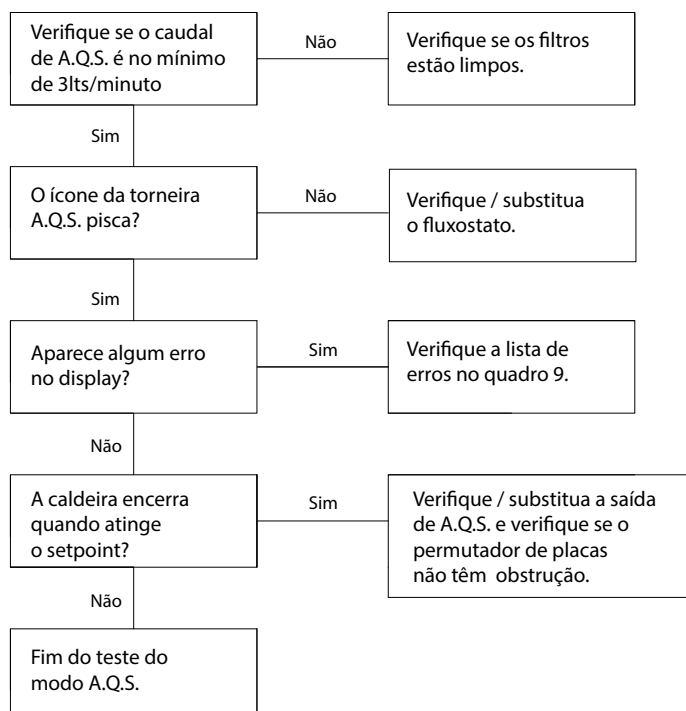 Verifique se o caudal
de A.Q.S. é no mínimo
de 3lts/minuto
Não
Verifique se os filtros
estão limpos.
Sim
O ícone da torneira
A.Q.S. pisca?
Não
Verifique / substitua
o fluxostato.
Sim
Aparece algum erro
no display?
Sim
Verifique a lista de
erros no quadro 9.
Não
A caldeira encerra
quando atinge
o setpoint?
Sim
Verifique / substitua a saída
de A.Q.S. e verifique se o
permutador de placas
não têm obstrução.
Não
Fim do teste do
modo A.Q.S.